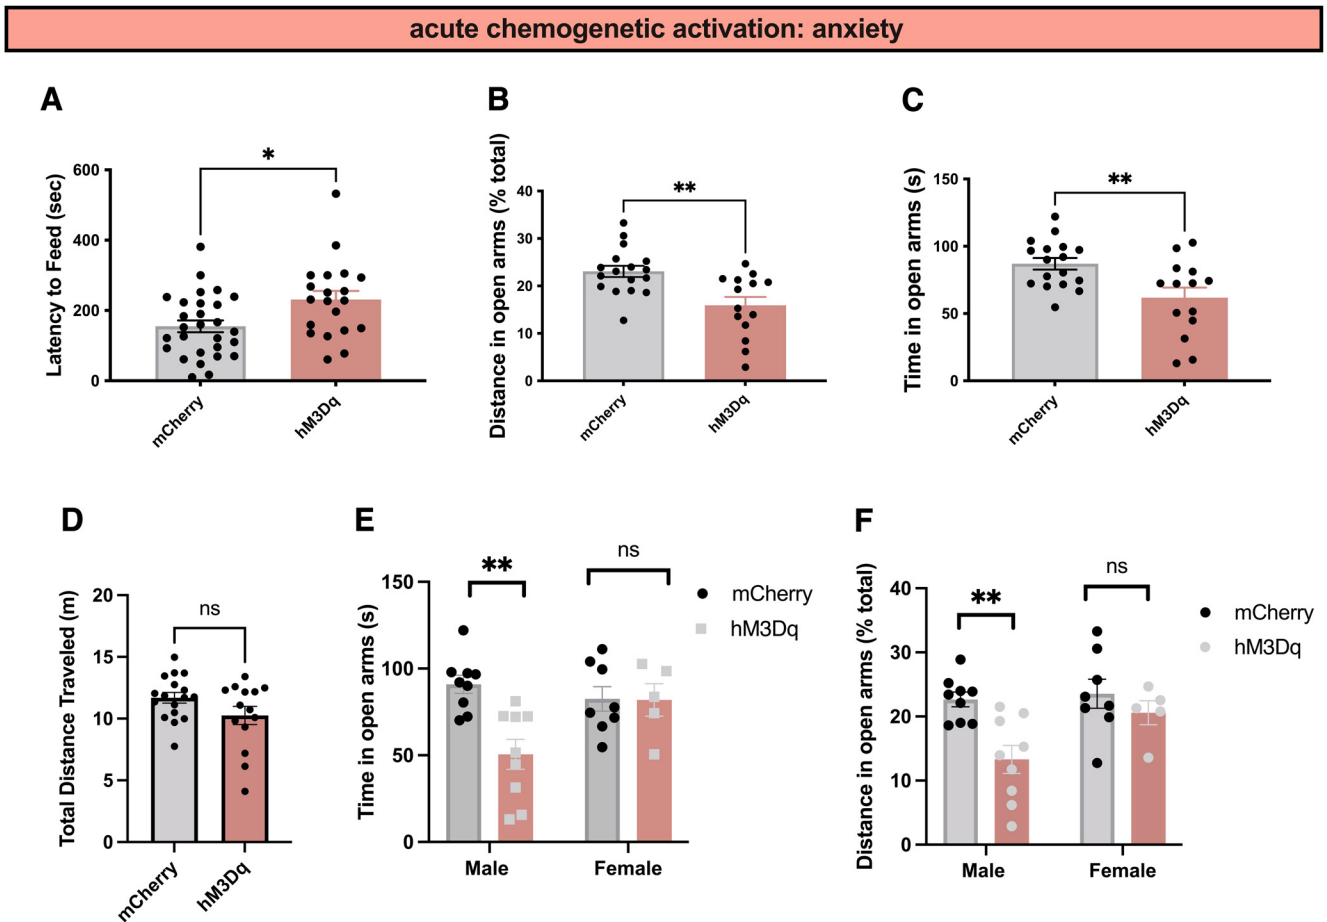 acute chemogenetic activation: anxiety
A
Latency to Feed (sec)
600
400
200
0
*
mCherry
hM3Dq
B
Distance in open arms (% total)
40
30
20
10
0
**
mCherry
hM3Dq
C
Time in open arms (s)
150
100
50
0
**
mCherry
hM3Dq
D
Total Distance Traveled (m)
20
15
10
5
0
ns
mCherry
hM3Dq
E
Time in open arms (s)
150
100
50
0
**
ns
Male
Female
mCherry
hM3Dq
F
Distance in open arms (% total)
40
30
20
10
0
**
ns
Male
Female
mCherry
hM3Dq